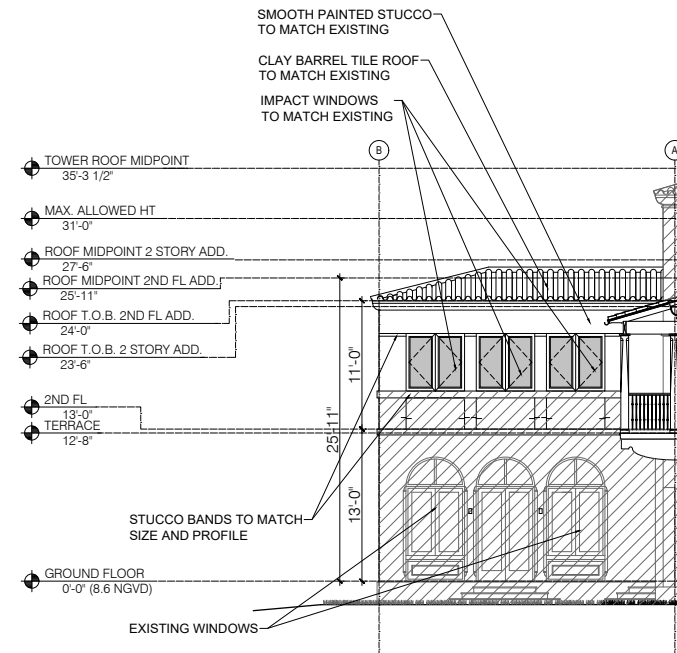 SMOOTH PAINTED STUCCO
TO MATCH EXISTING
CLAY BARREL TILE ROOF
TO MATCH EXISTING
IMPACT WINDOWS
TO MATCH EXISTING
B
A
TOWER ROOF MIDPOINT
35'-3 1/2"
MAX. ALLOWED HT
31'-0"
ROOF MIDPOINT 2 STORY ADD.
27'-6"
ROOF MIDPOINT 2ND FL ADD.
25'-11"
ROOF T.O.B. 2ND FL ADD.
24'-0"
ROOF T.O.B. 2 STORY ADD.
23'-6"
2ND FL
13'-0"
TERRACE
12'-8"
11'-0"
25'-11"
13'-0"
STUCCO BANDS TO MATCH
SIZE AND PROFILE
GROUND FLOOR
0'-0" (8.6 NGVD)
EXISTING WINDOWS